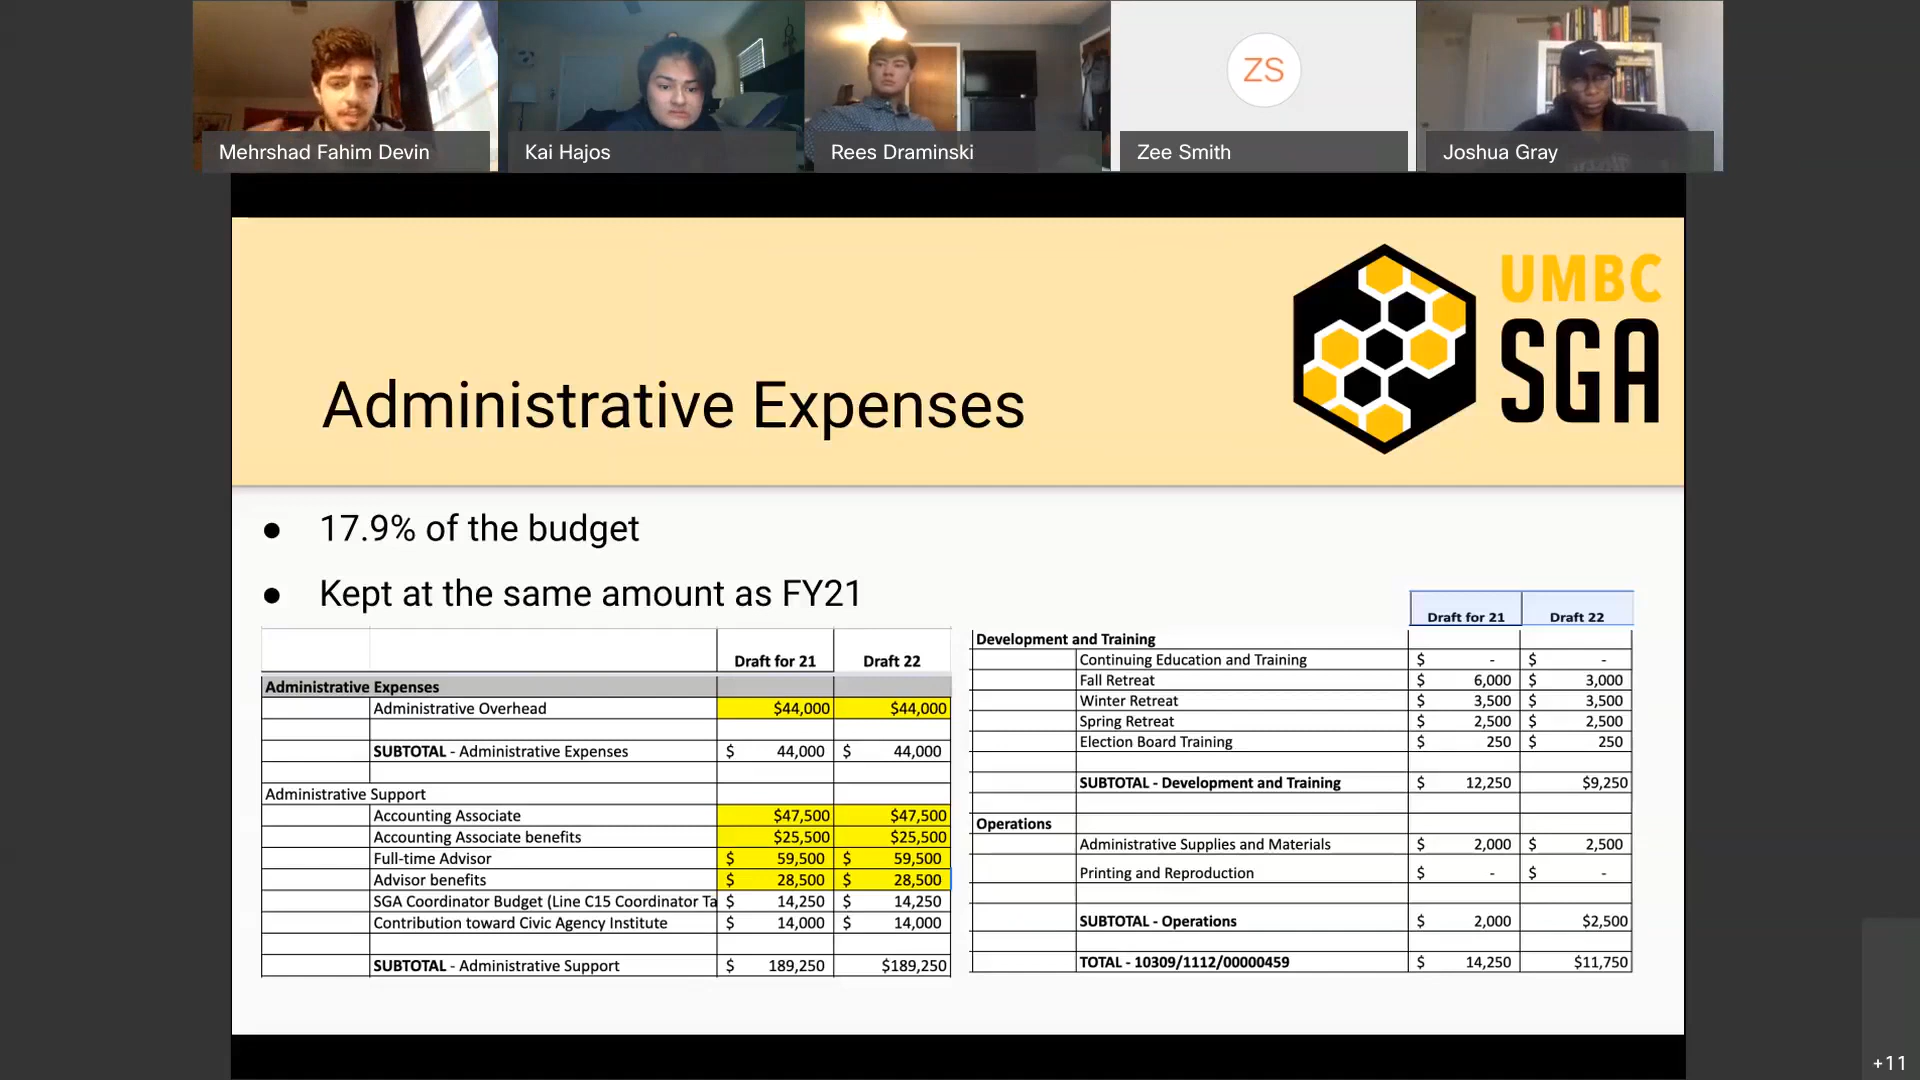 Mehrshad Fahim Devin
Kai Hajos
Rees Draminski
ZS
Zee Smith
Joshua Gray
UMBC
SGA
Administrative Expenses
● 17.9% of the budget
● Kept at the same amount as FY21
Draft for 21 Draft 22
Administrative Expenses
Administrative Overhead $44,000 $44,000
SUBTOTAL - Administrative Expenses $ 44,000 $ 44,000
Administrative Support
Accounting Associate $47,500 $47,500
Accounting Associate benefits $25,500 $25,500
Full-time Advisor $ 59,500 $ 59,500
Advisor benefits $ 28,500 $ 28,500
SGA Coordinator Budget (Line C15 Coordinator Ta $ 14,250 $ 14,250
Contribution toward Civic Agency Institute $ 14,000 $ 14,000
SUBTOTAL - Administrative Support $ 189,250 $189,250
Draft for 21 Draft 22
Development and Training
Continuing Education and Training $ - $ -
Fall Retreat $ 6,000 $ 3,000
Winter Retreat $ 3,500 $ 3,500
Spring Retreat $ 2,500 $ 2,500
Election Board Training $ 250 $ 250
SUBTOTAL - Development and Training $ 12,250 $9,250
Operations
Administrative Supplies and Materials $ 2,000 $ 2,500
Printing and Reproduction $ - $ -
SUBTOTAL - Operations $ 2,000 $2,500
TOTAL - 10309/1112/00000459 $ 14,250 $11,750
+11